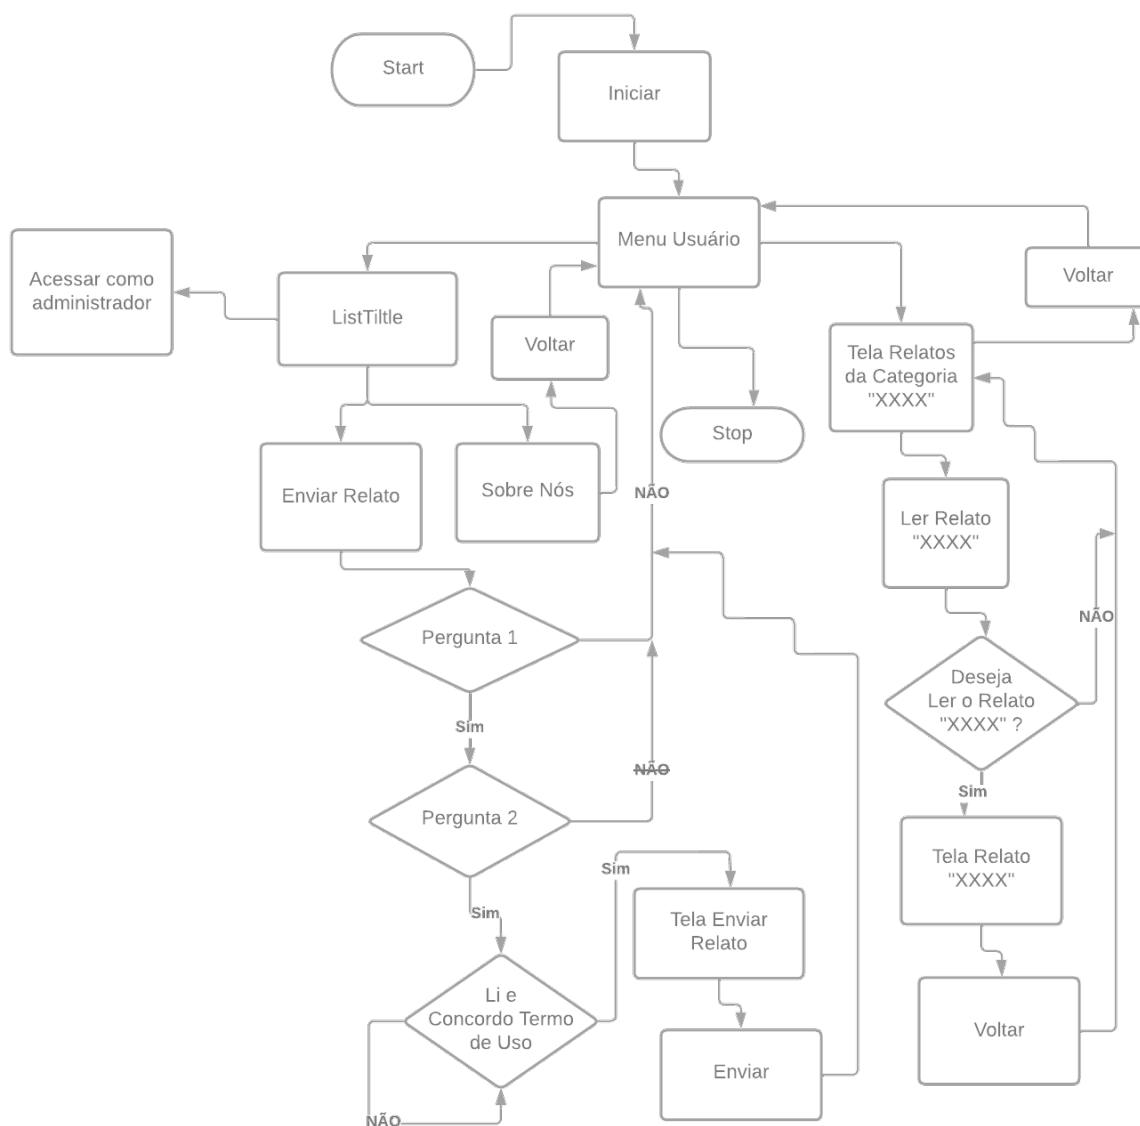 Start
Iniciar
Menu Usuário
Acessar como
administrador
ListTiltle
Voltar
Voltar
Tela Relatos
da Categoria
"XXXX"
Stop
Enviar Relato
Sobre Nós
NÃO
Ler Relato
"XXXX"
NÃO
Pergunta 1
Deseja
Ler o Relato
"XXXX" ?
Sim
NÃO
Sim
Pergunta 2
Tela Relato
"XXXX"
Sim
Sim
Tela Enviar
Relato
Li e
Concordo Termo
de Uso
Voltar
Enviar
NÃO